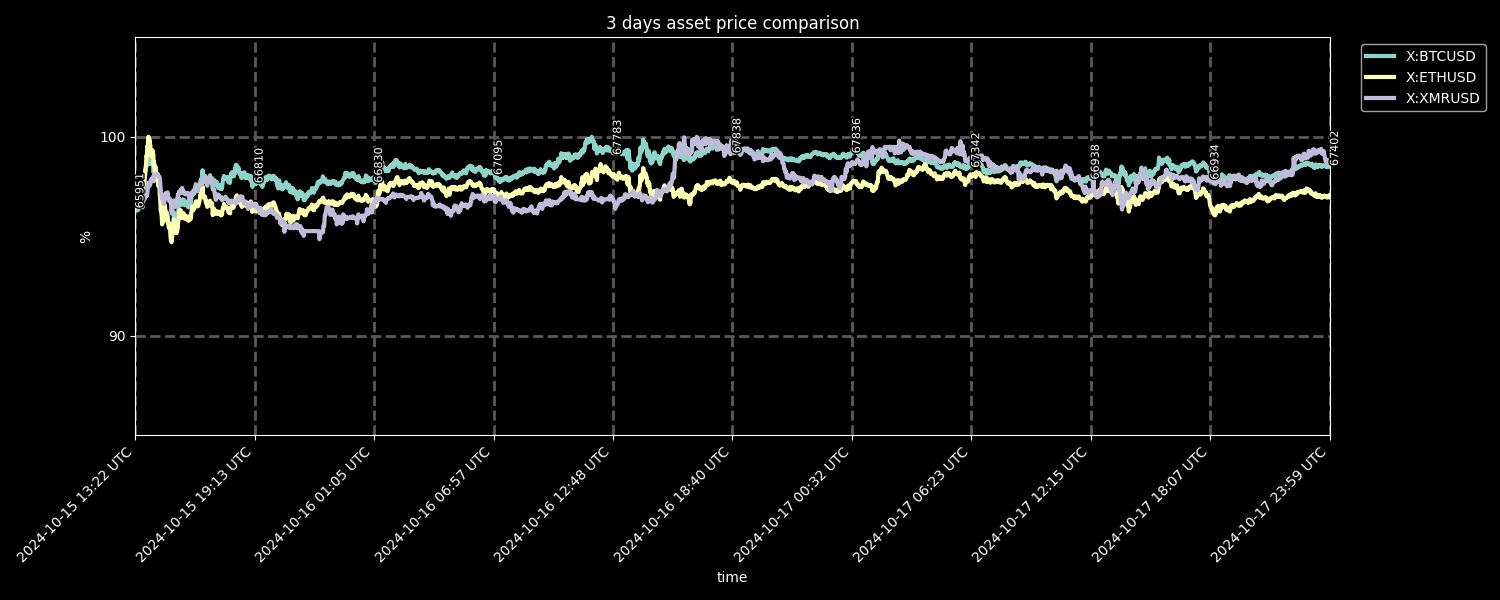 3 days asset price comparison
X:BTCUSD
X:ETHUSD
X:XMRUSD
100
90
%
65951
66810
66830
67095
67783
67838
67836
67342
66938
66934
67402
2024-10-15 13:22 UTC
2024-10-15 19:13 UTC
2024-10-16 01:05 UTC
2024-10-16 06:57 UTC
2024-10-16 12:48 UTC
2024-10-16 18:40 UTC
2024-10-17 00:32 UTC
2024-10-17 06:23 UTC
2024-10-17 12:15 UTC
2024-10-17 18:07 UTC
2024-10-17 23:59 UTC
time